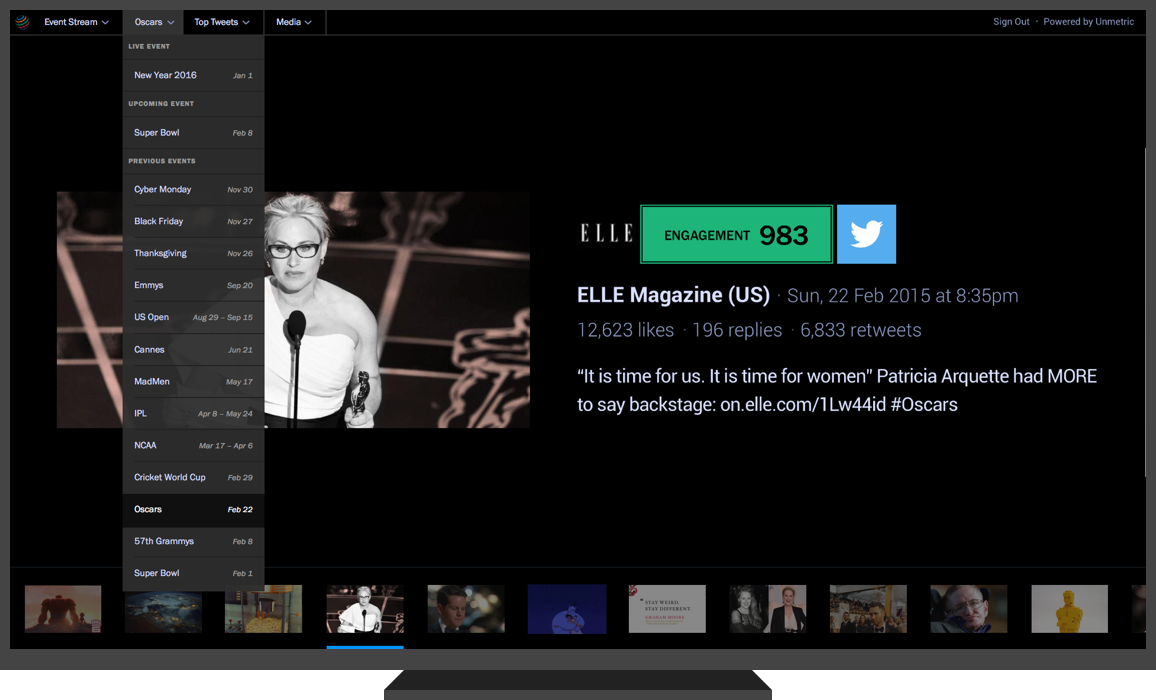 Event Stream Oscars Top Tweets Media Sign Out · Powered by Unmetric
LIVE EVENT
New Year 2016 Jan 1
UPCOMING EVENT
Super Bowl Feb 8
PREVIOUS EVENTS
Cyber Monday Nov 30
Black Friday Nov 27
Thanksgiving Nov 26
Emmys Sep 20
US Open Aug 29 – Sep 15
Cannes Jun 21
MadMen May 17
IPL Apr 8 – May 24
NCAA Mar 17 – Apr 6
Cricket World Cup Feb 29
Oscars Feb 22
57th Grammys Feb 8
Super Bowl Feb 1
ELLE ENGAGEMENT 983
ELLE Magazine (US) · Sun, 22 Feb 2015 at 8:35pm
12,623 likes · 196 replies · 6,833 retweets
“It is time for us. It is time for women” Patricia Arquette had MORE
to say backstage: on.elle.com/1Lw44id #Oscars
STAY WEIRD
STAY DIFFERENT
GRAHAM MOORE